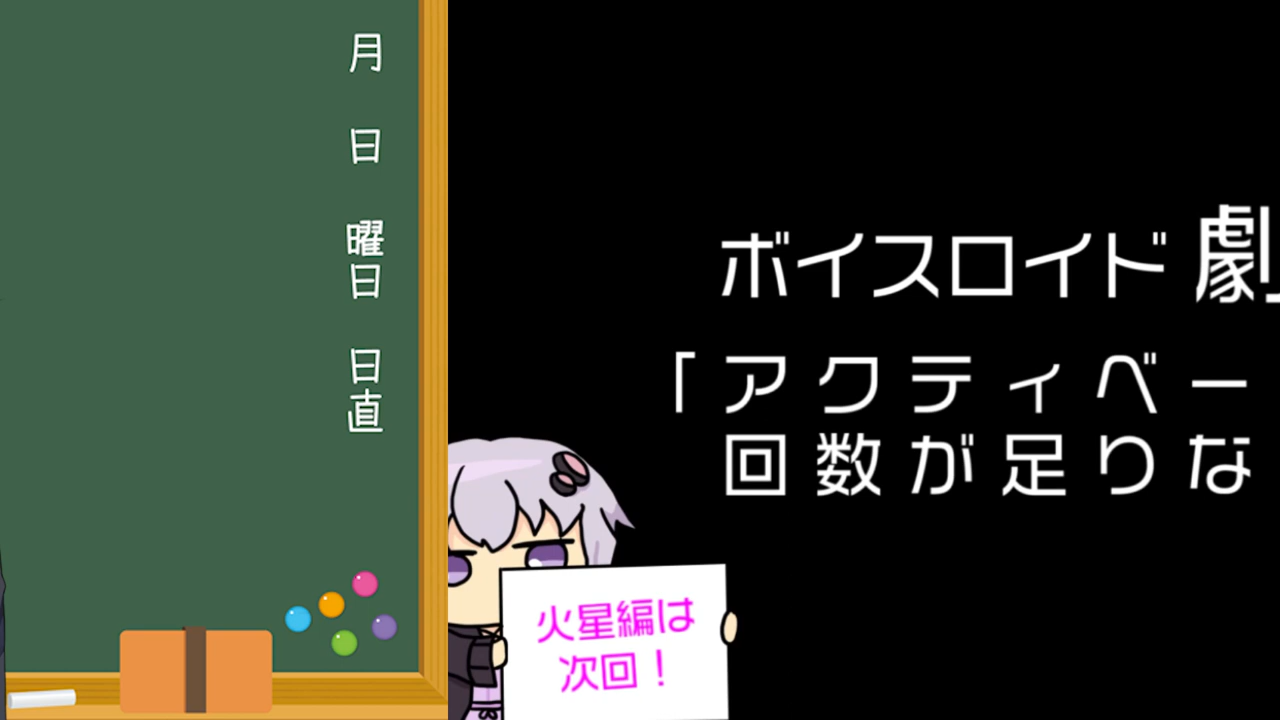 月
日
曜日
日直
ボイスロイド劇
「アクティベー
回数が足りな
火星編は
次回！